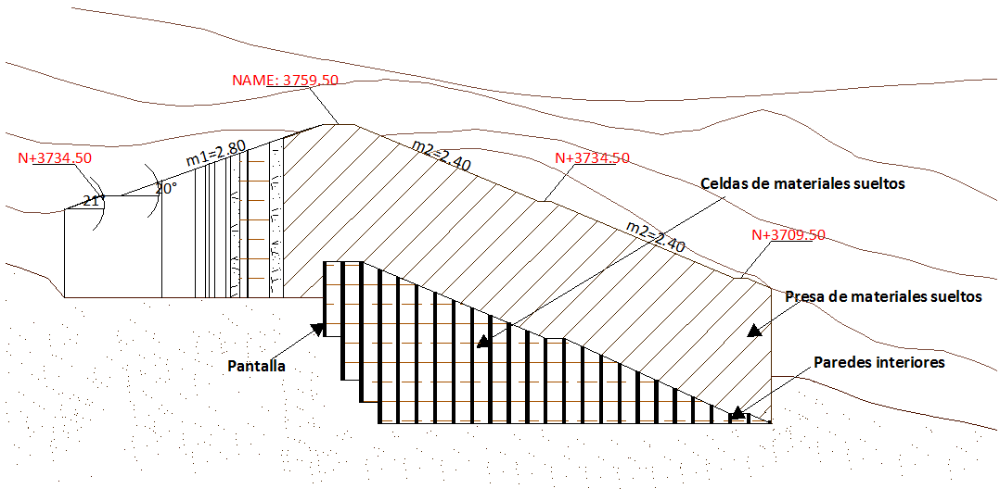 NAME: 3759.50
m1=2.80
m2=2.40
N+3734.50
N+3734.50
20°
21°
Celdas de materiales sueltos
m2=2.40
N+3709.50
Presa de materiales sueltos
Pantalla
Paredes interiores